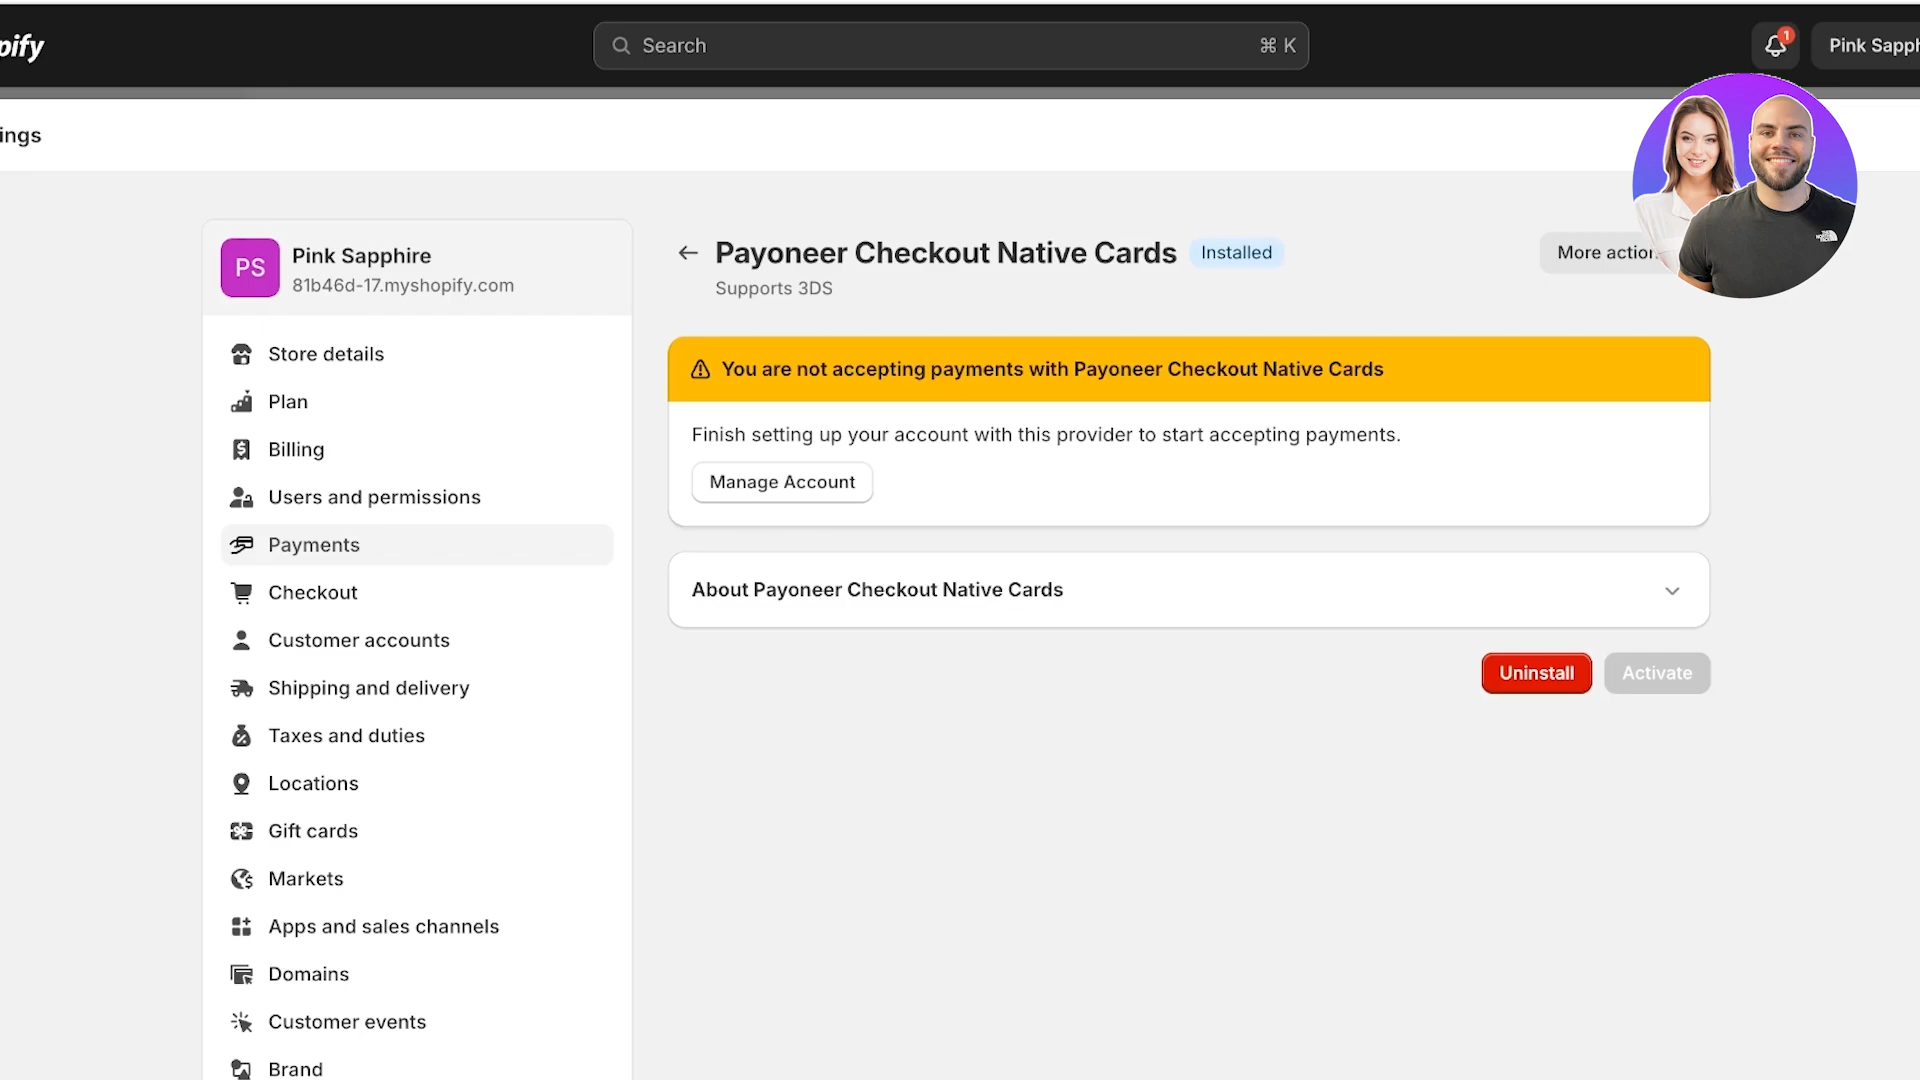 pify
Search
⌘ K
1
Pink Sapph
ings
PS
Pink Sapphire
81b46d-17.myshopify.com
Store details
Plan
Billing
Users and permissions
Payments
Checkout
Customer accounts
Shipping and delivery
Taxes and duties
Locations
Gift cards
Markets
Apps and sales channels
Domains
Customer events
Brand
Payoneer Checkout Native Cards
Installed
Supports 3DS
More action
You are not accepting payments with Payoneer Checkout Native Cards
Finish setting up your account with this provider to start accepting payments.
Manage Account
About Payoneer Checkout Native Cards
Uninstall
Activate